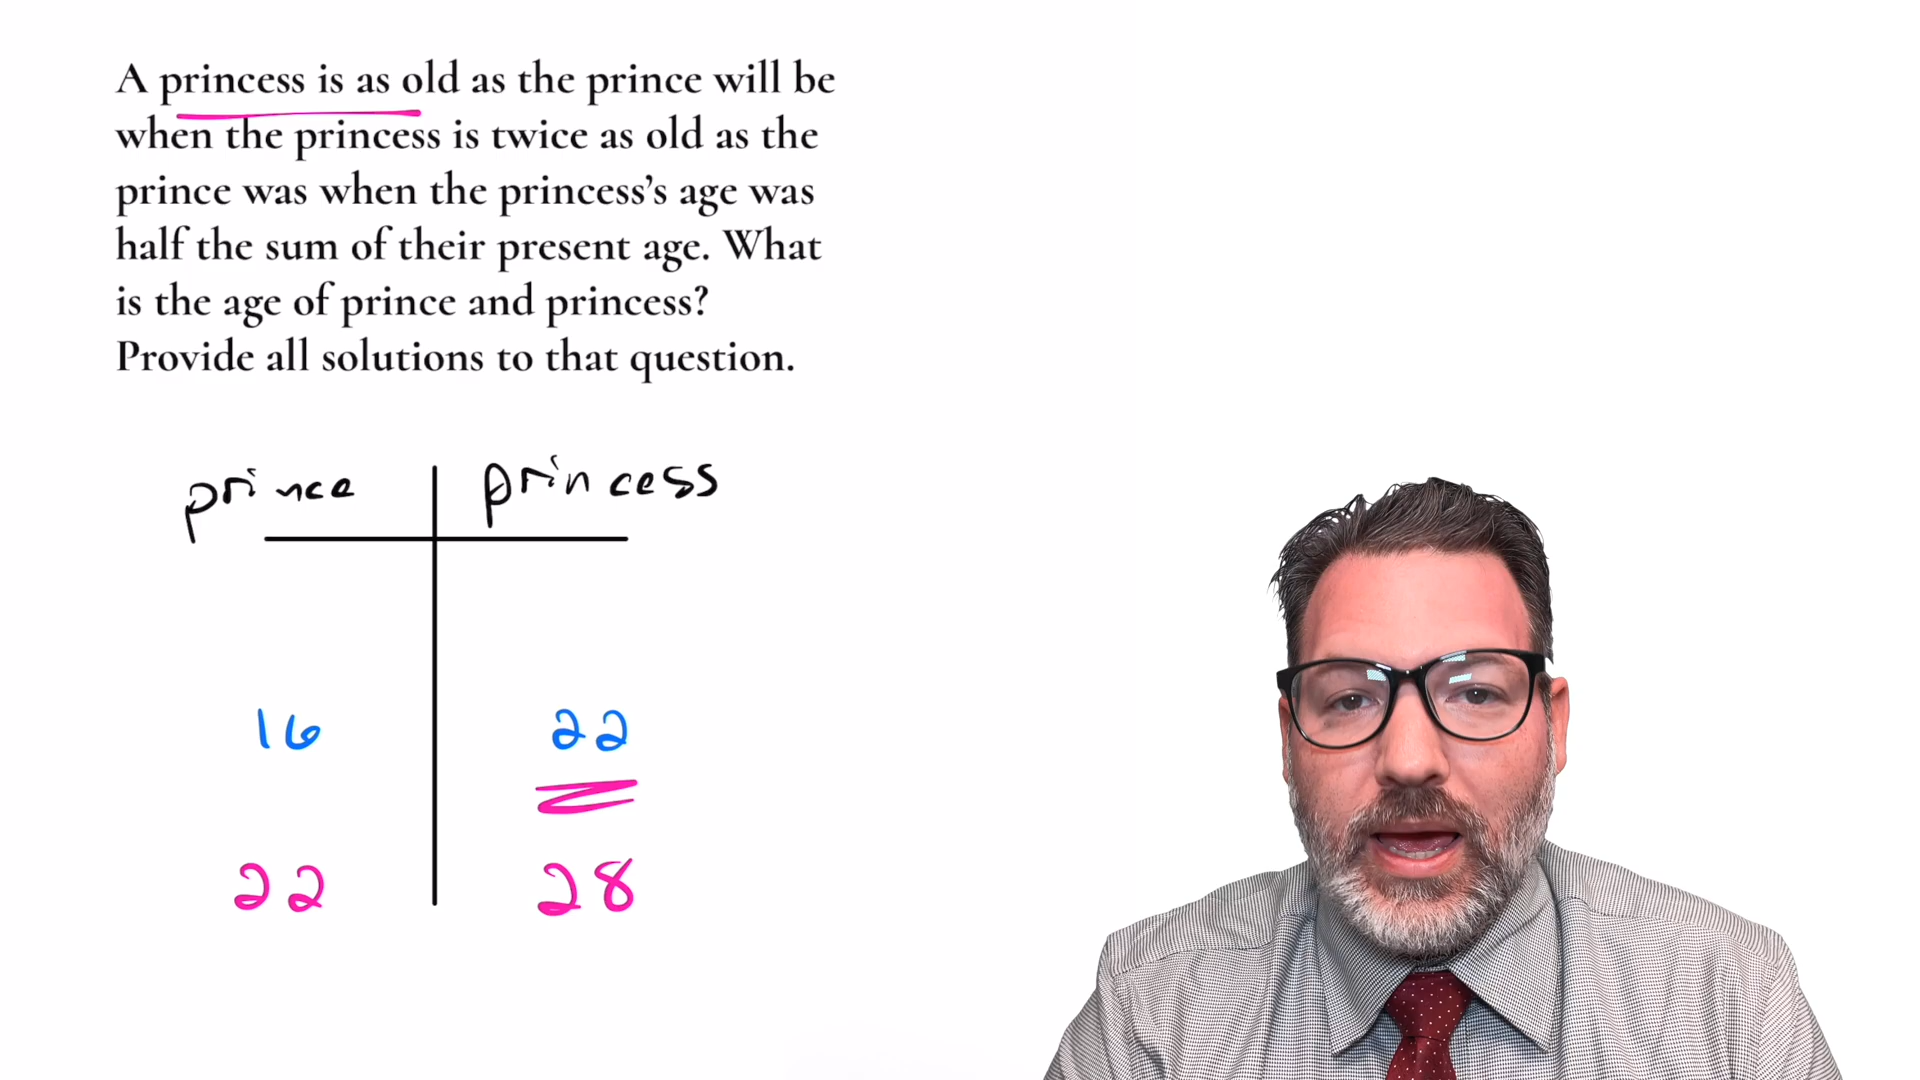 A princess is as old as the prince will be
when the princess is twice as old as the
prince was when the princess’s age was
half the sum of their present age. What
is the age of prince and princess?
Provide all solutions to that question.
prince princess
16 22
22 28